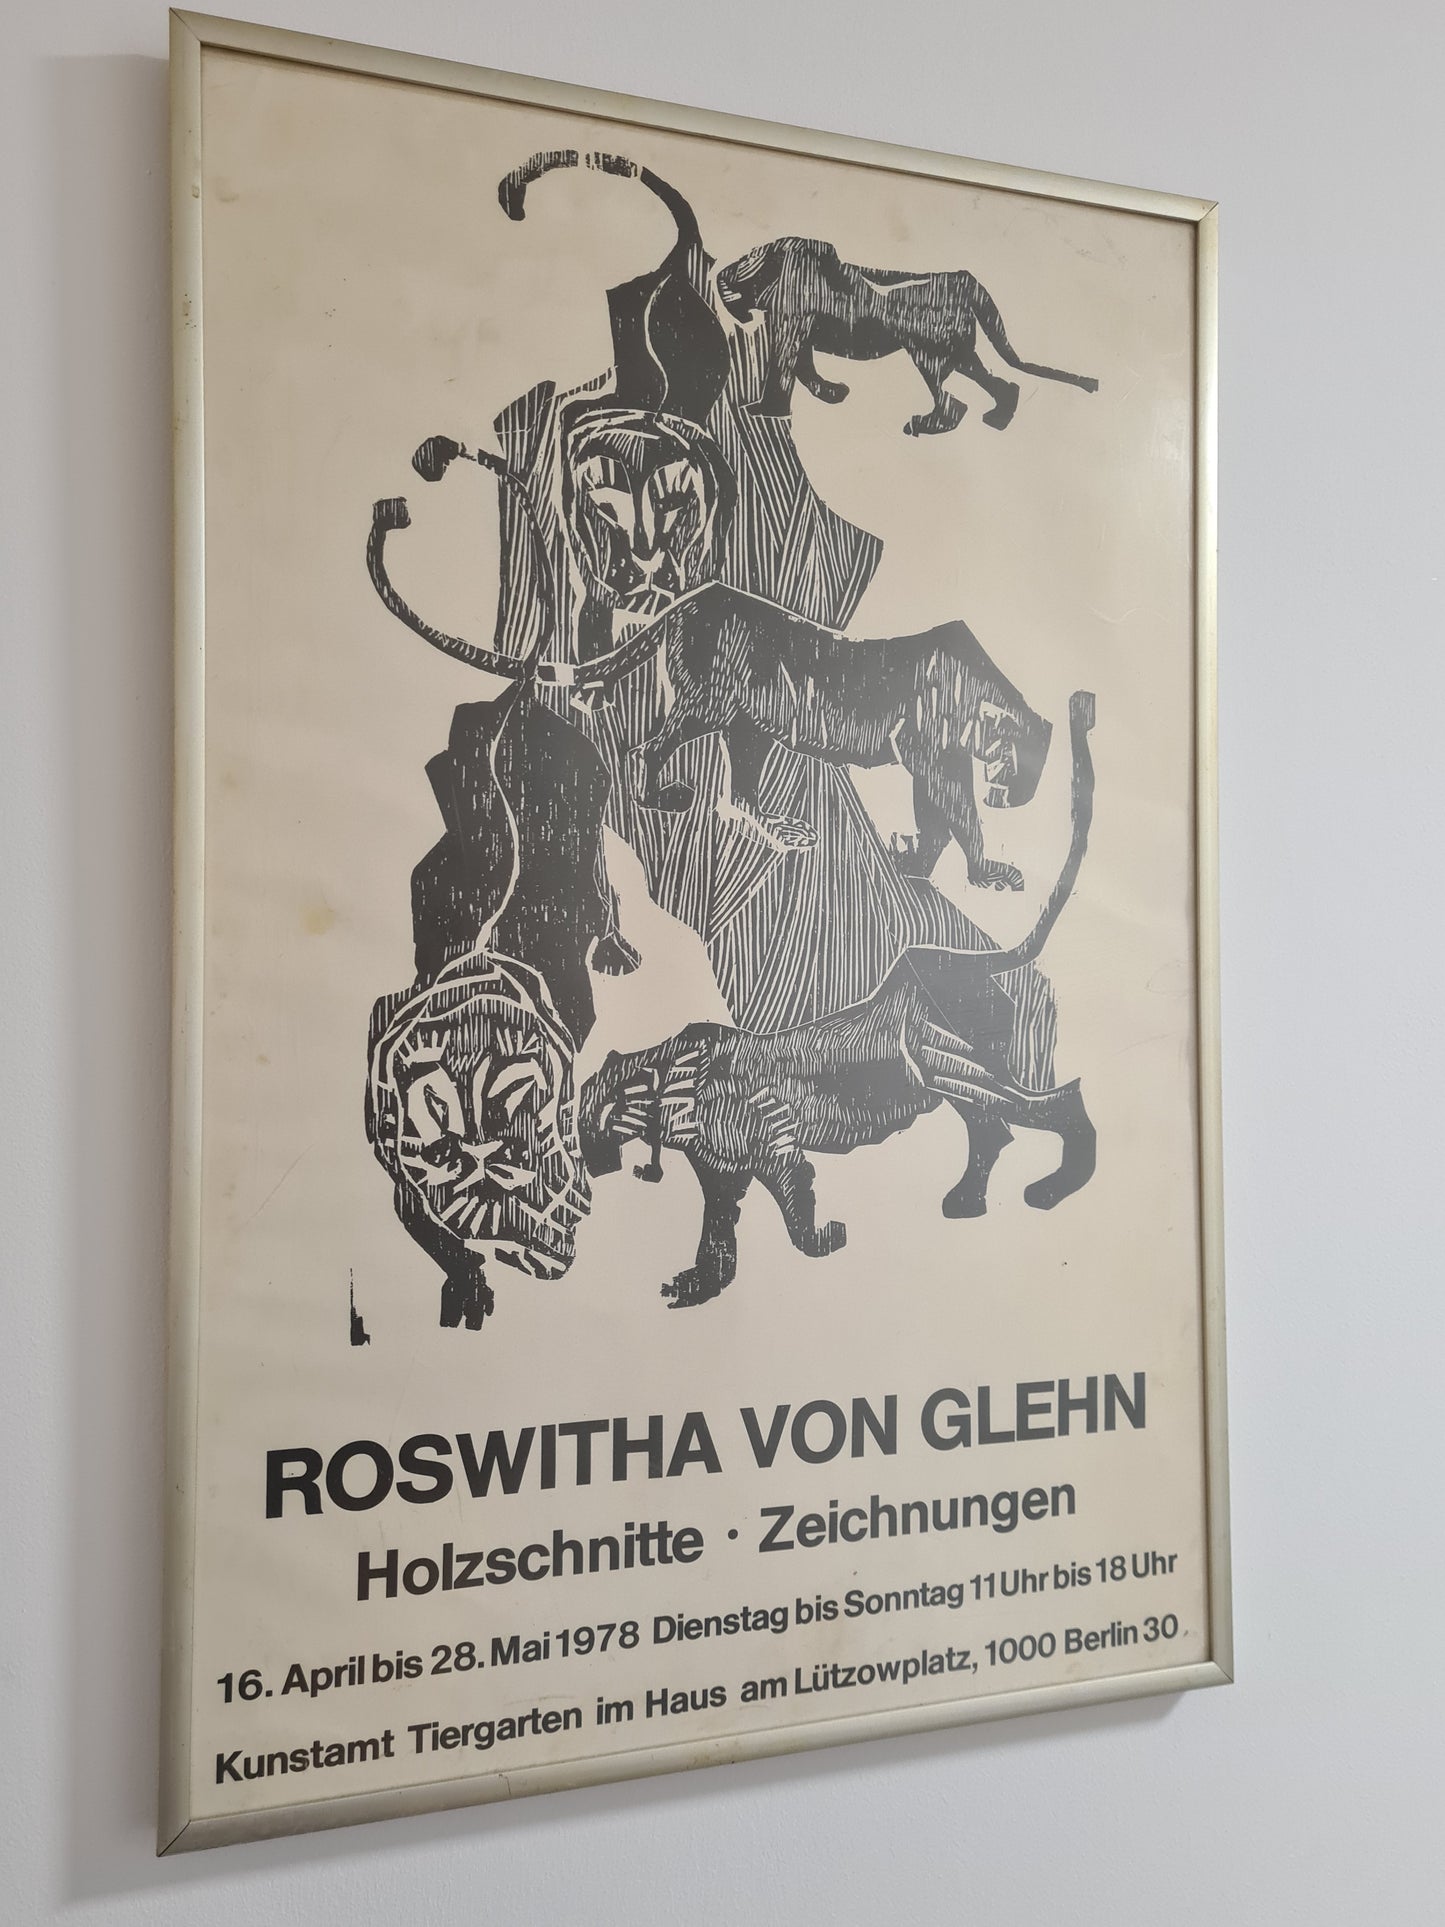 ROSWITHA VON GLEHN
Holzschnitte · Zeichnungen
16. April bis 28. Mai 1978 Dienstag bis Sonntag 11 Uhr bis 18 Uhr
Kunstamt Tiergarten im Haus am Lützowplatz, 1000 Berlin 30